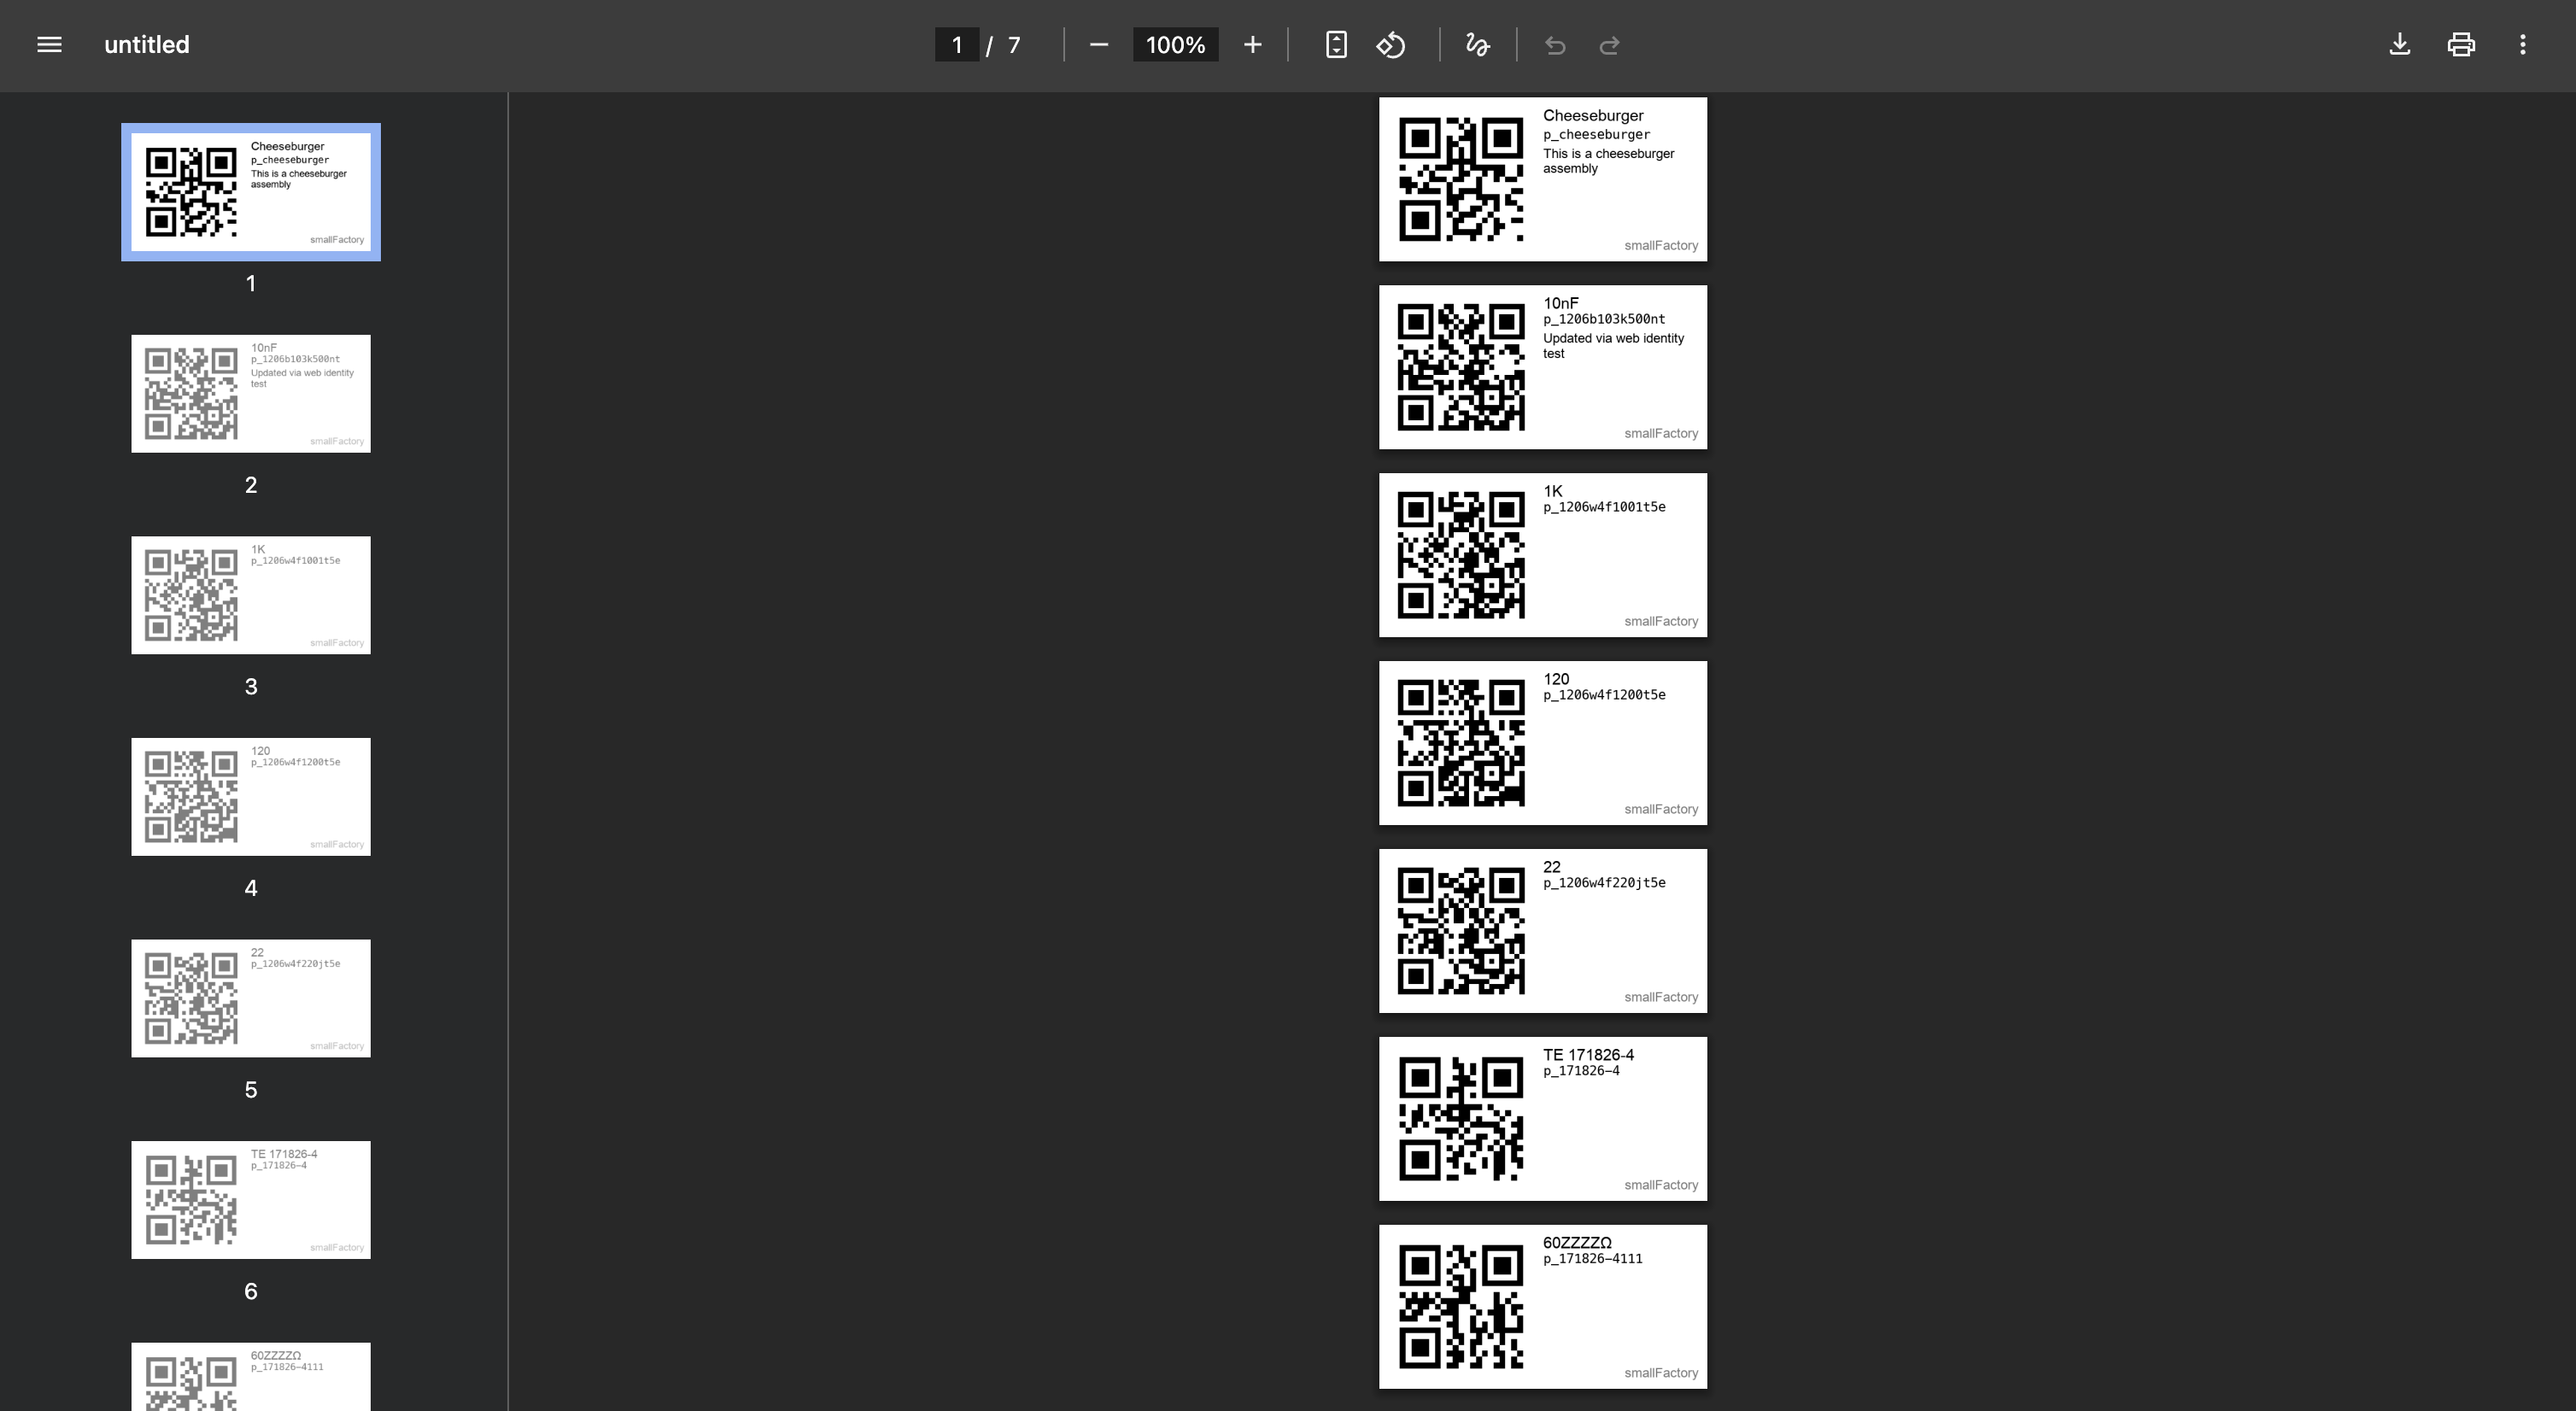 untitled
1 / 7
100%
Cheeseburger
p_cheeseburger
This is a cheeseburger
assembly
smallFactory
1
10nF
p_1206b103k500nt
Updated via web identity
test
smallFactory
2
1K
p_1206w4f1001t5e
smallFactory
3
120
p_1206w4f1200t5e
smallFactory
4
22
p_1206w4f220jt5e
smallFactory
5
TE 171826-4
p_171826-4
smallFactory
6
60ZZZZΩ
p_171826-4111
Cheeseburger
p_cheeseburger
This is a cheeseburger
assembly
smallFactory
10nF
p_1206b103k500nt
Updated via web identity
test
smallFactory
1K
p_1206w4f1001t5e
smallFactory
120
p_1206w4f1200t5e
smallFactory
22
p_1206w4f220jt5e
smallFactory
TE 171826-4
p_171826-4
smallFactory
60ZZZZΩ
p_171826-4111
smallFactory